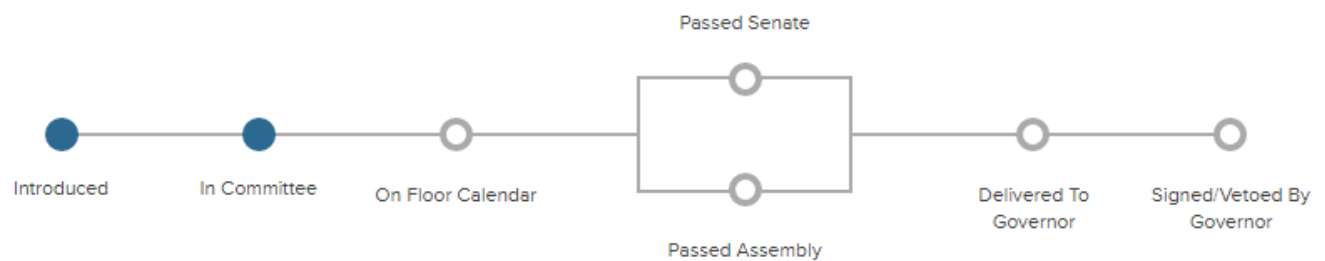 Passed Senate
Introduced
In Committee
On Floor Calendar
Passed Assembly
Delivered To
Governor
Signed/Vetoed By
Governor